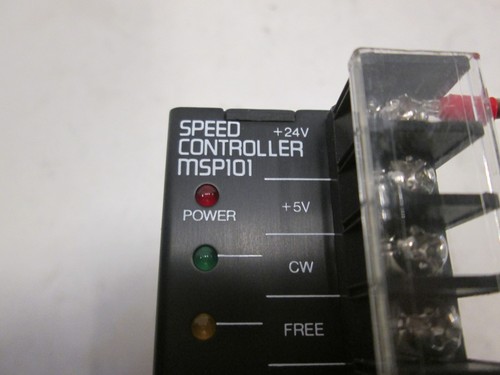 SPEED
CONTROLLER
MSP101
+24V
POWER
+5V
CW
FREE